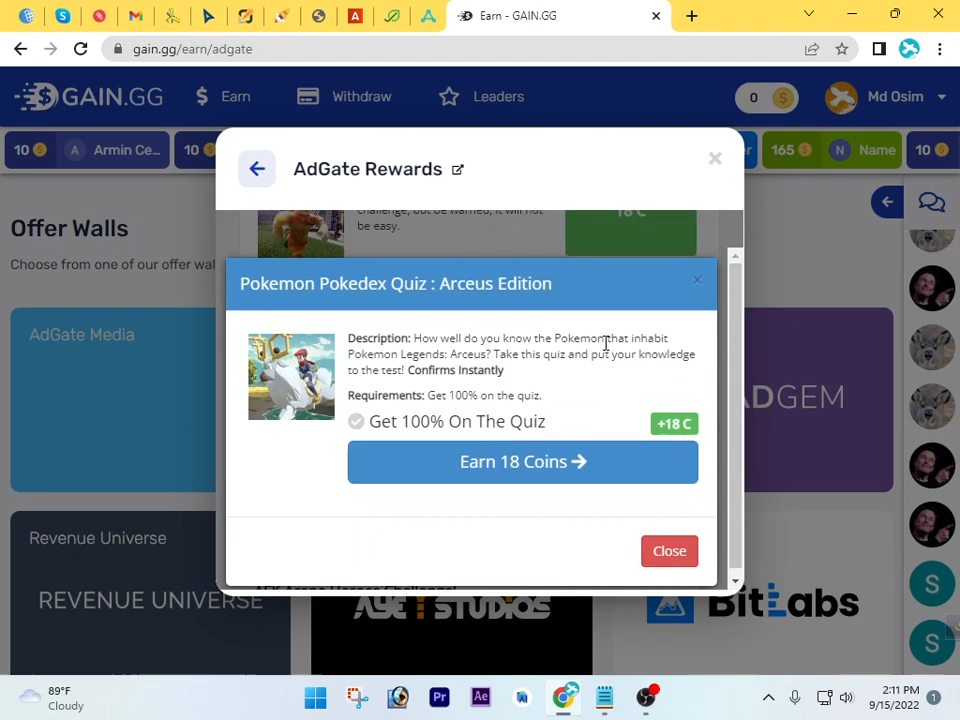 Earn - GAIN.GG
gain.gg/earn/adgate
GAIN.GG
Earn
Withdraw
Leaders
0
Md Osim
10
A
Armin Ce...
10
165
N
Name
10
AdGate Rewards
Offer Walls
Choose from one of our offer wal
challenge, but be warned, it will not
be easy.
Pokemon Pokedex Quiz : Arceus Edition
Description: How well do you know the Pokemon that inhabit
Pokemon Legends: Arceus? Take this quiz and put your knowledge
to the test! Confirms Instantly
Requirements: Get 100% on the quiz.
Get 100% On The Quiz
+18 C
Earn 18 Coins
Close
AdGate Media
ADGEM
Revenue Universe
REVENUE UNIVERSE
AYE STUDIOS
BitLabs
S
S
89°F
Cloudy
Pr
Ae
2:11 PM
9/15/2022
1